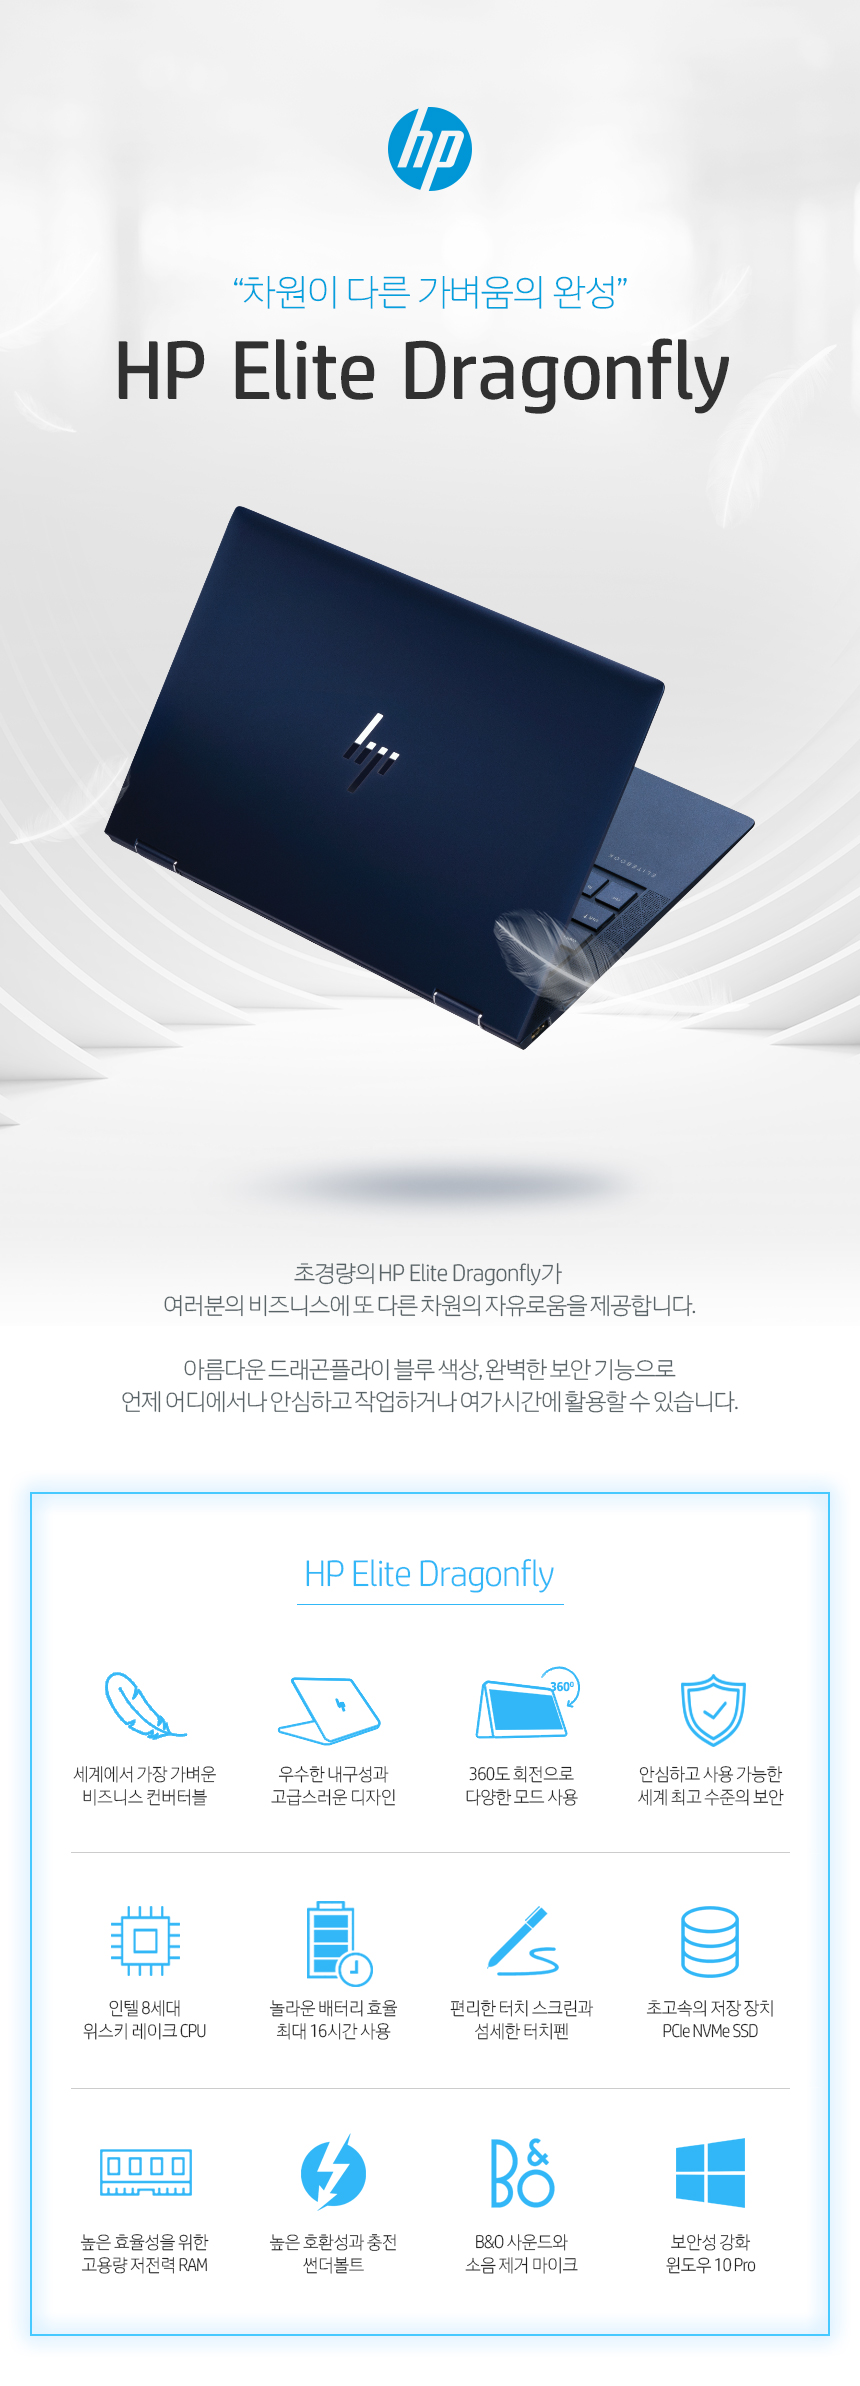 hp
“차원이 다른 가벼움의 완성”
HP Elite Dragonfly
ELITEBOOK
초경량의 HP Elite Dragonfly가
여러분의 비즈니스에 또 다른 차원의 자유로움을 제공합니다.
아름다운 드래곤플라이 블루 색상, 완벽한 보안 기능으로
언제 어디에서나 안심하고 작업하거나 여가시간에 활용할 수 있습니다.
HP Elite Dragonfly
360º
세계에서 가장 가벼운
비즈니스 컨버터블
우수한 내구성과
고급스러운 디자인
360도 회전으로
다양한 모드 사용
안심하고 사용 가능한
세계 최고 수준의 보안
인텔 8세대
위스키 레이크 CPU
놀라운 배터리 효율
최대 16시간 사용
편리한 터치 스크린과
섬세한 터치펜
초고속의 저장 장치
PCIe NVMe SSD
B&O
높은 효율성을 위한
고용량 저전력 RAM
높은 호환성과 충전
썬더볼트
B&O 사운드와
소음 제거 마이크
보안성 강화
윈도우 10 Pro